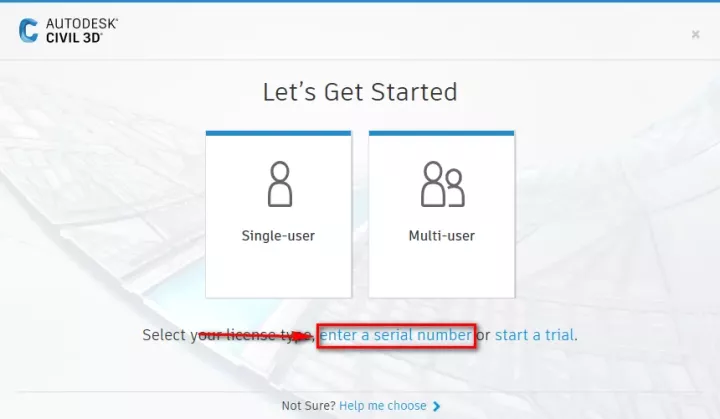 AUTODESK®
CIVIL 3D®
Let's Get Started
Single-user
Multi-user
Select your license type, enter a serial number or start a trial.
Not Sure? Help me choose